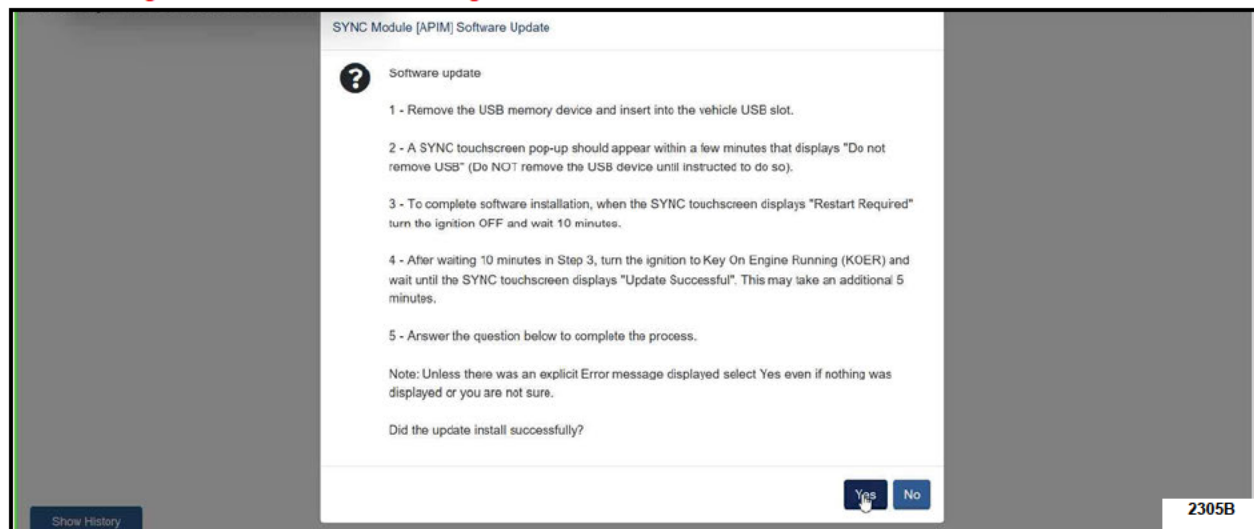 SYNC Module [APIM] Software Update
Software update
1 - Remove the USB memory device and insert into the vehicle USB slot.
2 - A SYNC touchscreen pop-up should appear within a few minutes that displays "Do not
remove USB" (Do NOT remove the USB device until instructed to do so).
3 - To complete software installation, when the SYNC touchscreen displays "Restart Required"
turn the ignition OFF and wait 10 minutes.
4 - After waiting 10 minutes in Step 3, turn the ignition to Key On Engine Running (KOER) and
wait until the SYNC touchscreen displays "Update Successful". This may take an additional 5
minutes.
5 - Answer the question below to complete the process.
Note: Unless there was an explicit Error message displayed select Yes even if nothing was
displayed or you are not sure.
Did the update install successfully?
Yes No
Show History
2305B